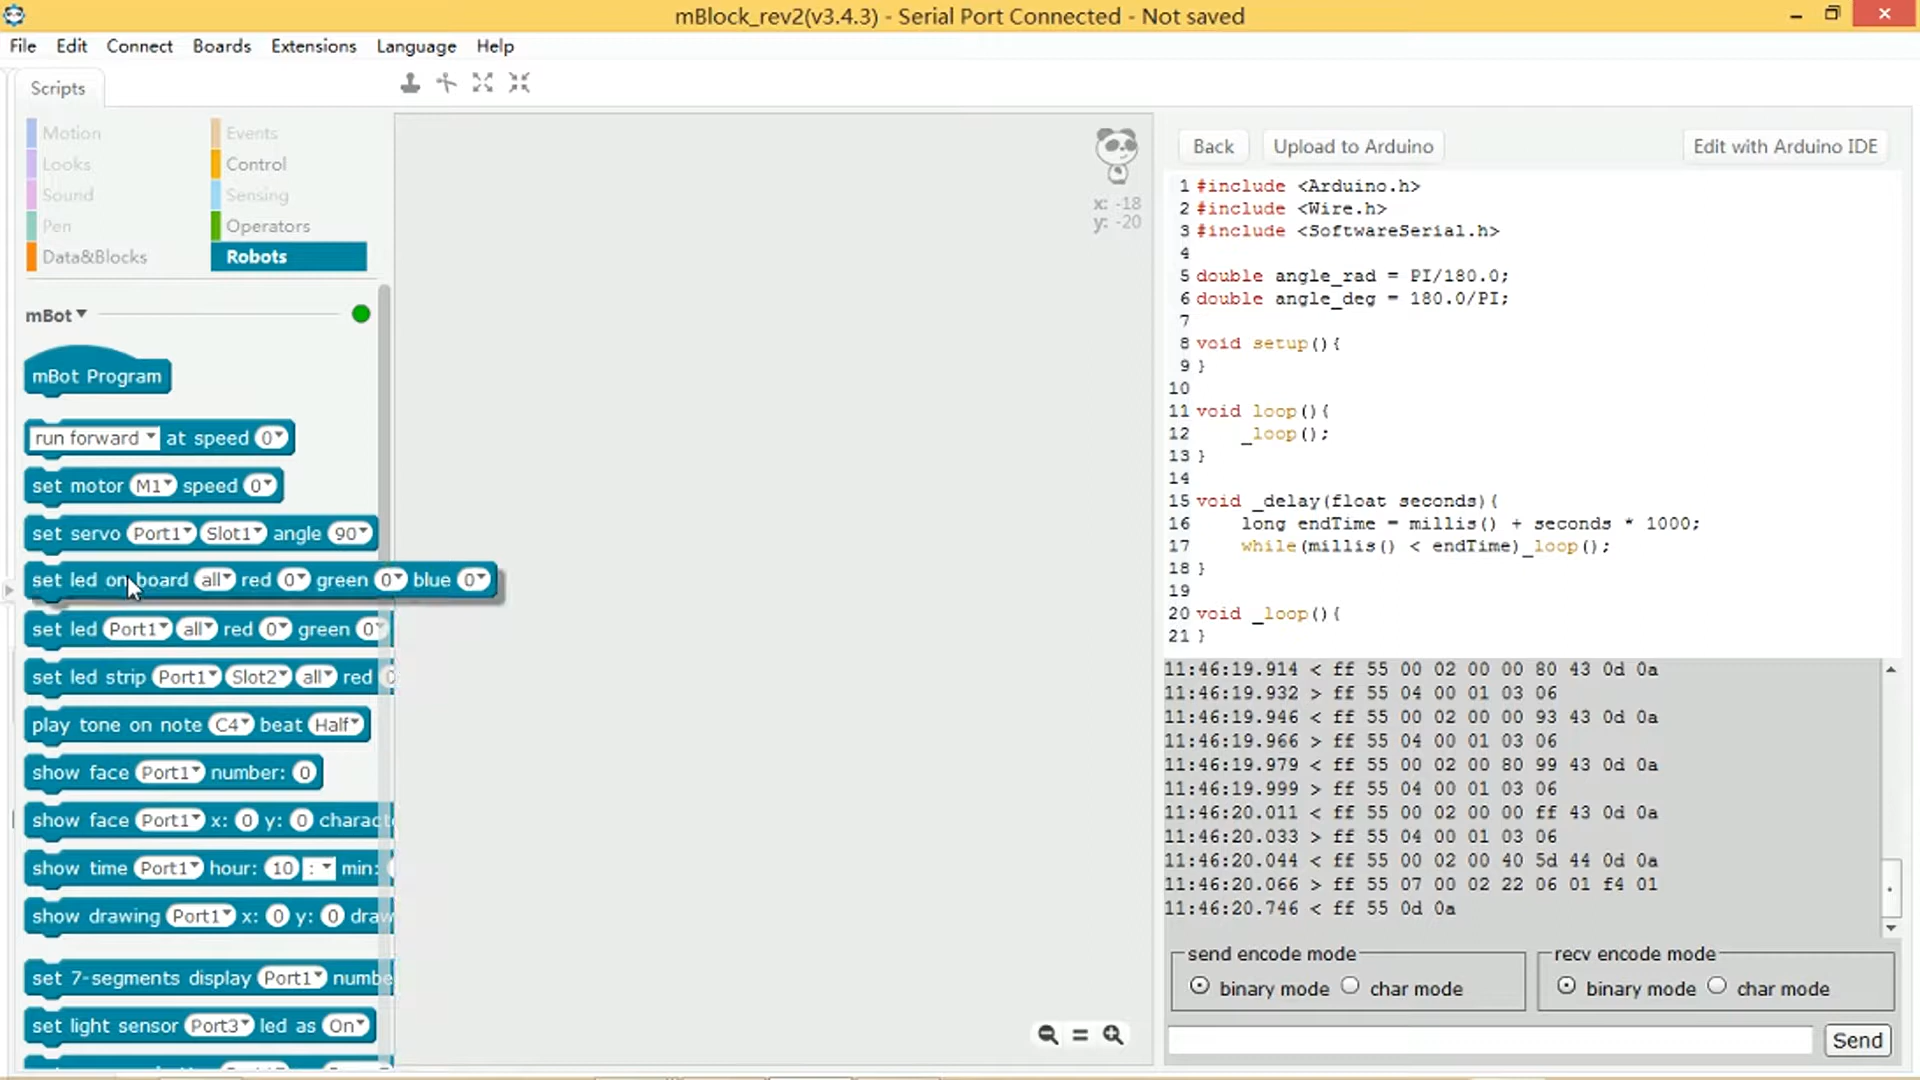 mBlock_rev2(v3.4.3) - Serial Port Connected - Not saved
File Edit Connect Boards Extensions Language Help
Scripts
Motion
Looks
Sound
Pen
Data&Blocks
Events
Control
Sensing
Operators
Robots
mBot
mBot Program
run forward at speed 0
set motor M1 speed 0
set servo Port1 Slot1 angle 90
set led on board all red 0 green 0 blue 0
set led Port1 all red 0 green 0
set led strip Port1 Slot2 all red
play tone on note C4 beat Half
show face Port1 number: 0
show face Port1 x: 0 y: 0 charact
show time Port1 hour: 10 : min:
show drawing Port1 x: 0 y: 0 draw
set 7-segments display Port1 numbe
set light sensor Port3 led as On
x: -18
y: -20
Back Upload to Arduino Edit with Arduino IDE
1 #include <Arduino.h>
2 #include <Wire.h>
3 #include <SoftwareSerial.h>
4
5 double angle_rad = PI/180.0;
6 double angle_deg = 180.0/PI;
7
8 void setup(){
9 }
10
11 void loop(){
12 _loop();
13 }
14
15 void _delay(float seconds){
16 long endTime = millis() + seconds * 1000;
17 while(millis() < endTime)_loop();
18 }
19
20 void _loop(){
21 }
11:46:19.914 < ff 55 00 02 00 00 80 43 0d 0a
11:46:19.932 > ff 55 04 00 01 03 06
11:46:19.946 < ff 55 00 02 00 00 93 43 0d 0a
11:46:19.966 > ff 55 04 00 01 03 06
11:46:19.979 < ff 55 00 02 00 80 99 43 0d 0a
11:46:19.999 > ff 55 04 00 01 03 06
11:46:20.011 < ff 55 00 02 00 00 ff 43 0d 0a
11:46:20.033 > ff 55 04 00 01 03 06
11:46:20.044 < ff 55 00 02 00 40 5d 44 0d 0a
11:46:20.066 > ff 55 07 00 02 22 06 01 f4 01
11:46:20.746 < ff 55 0d 0a
send encode mode
binary mode char mode
recv encode mode
binary mode char mode
Send